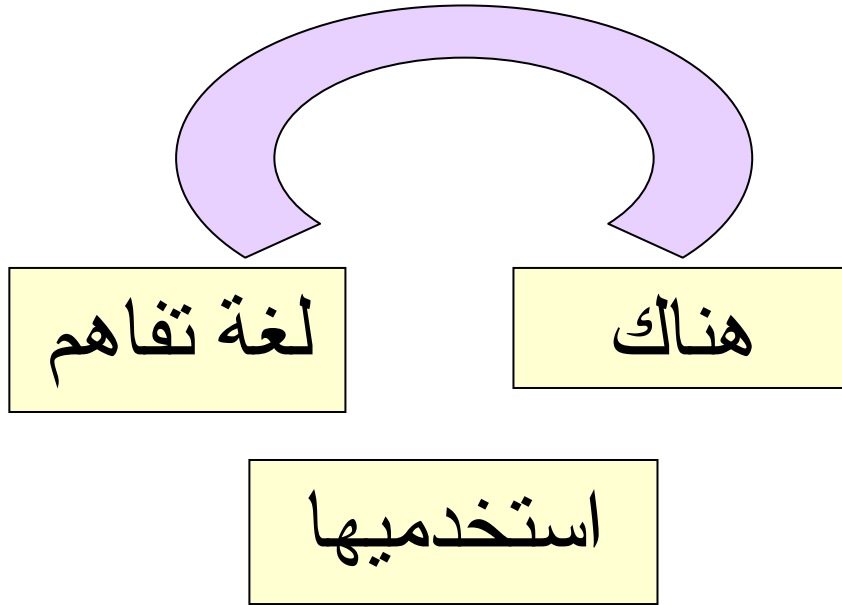 هناك
لغة تفاهم
استخدميها